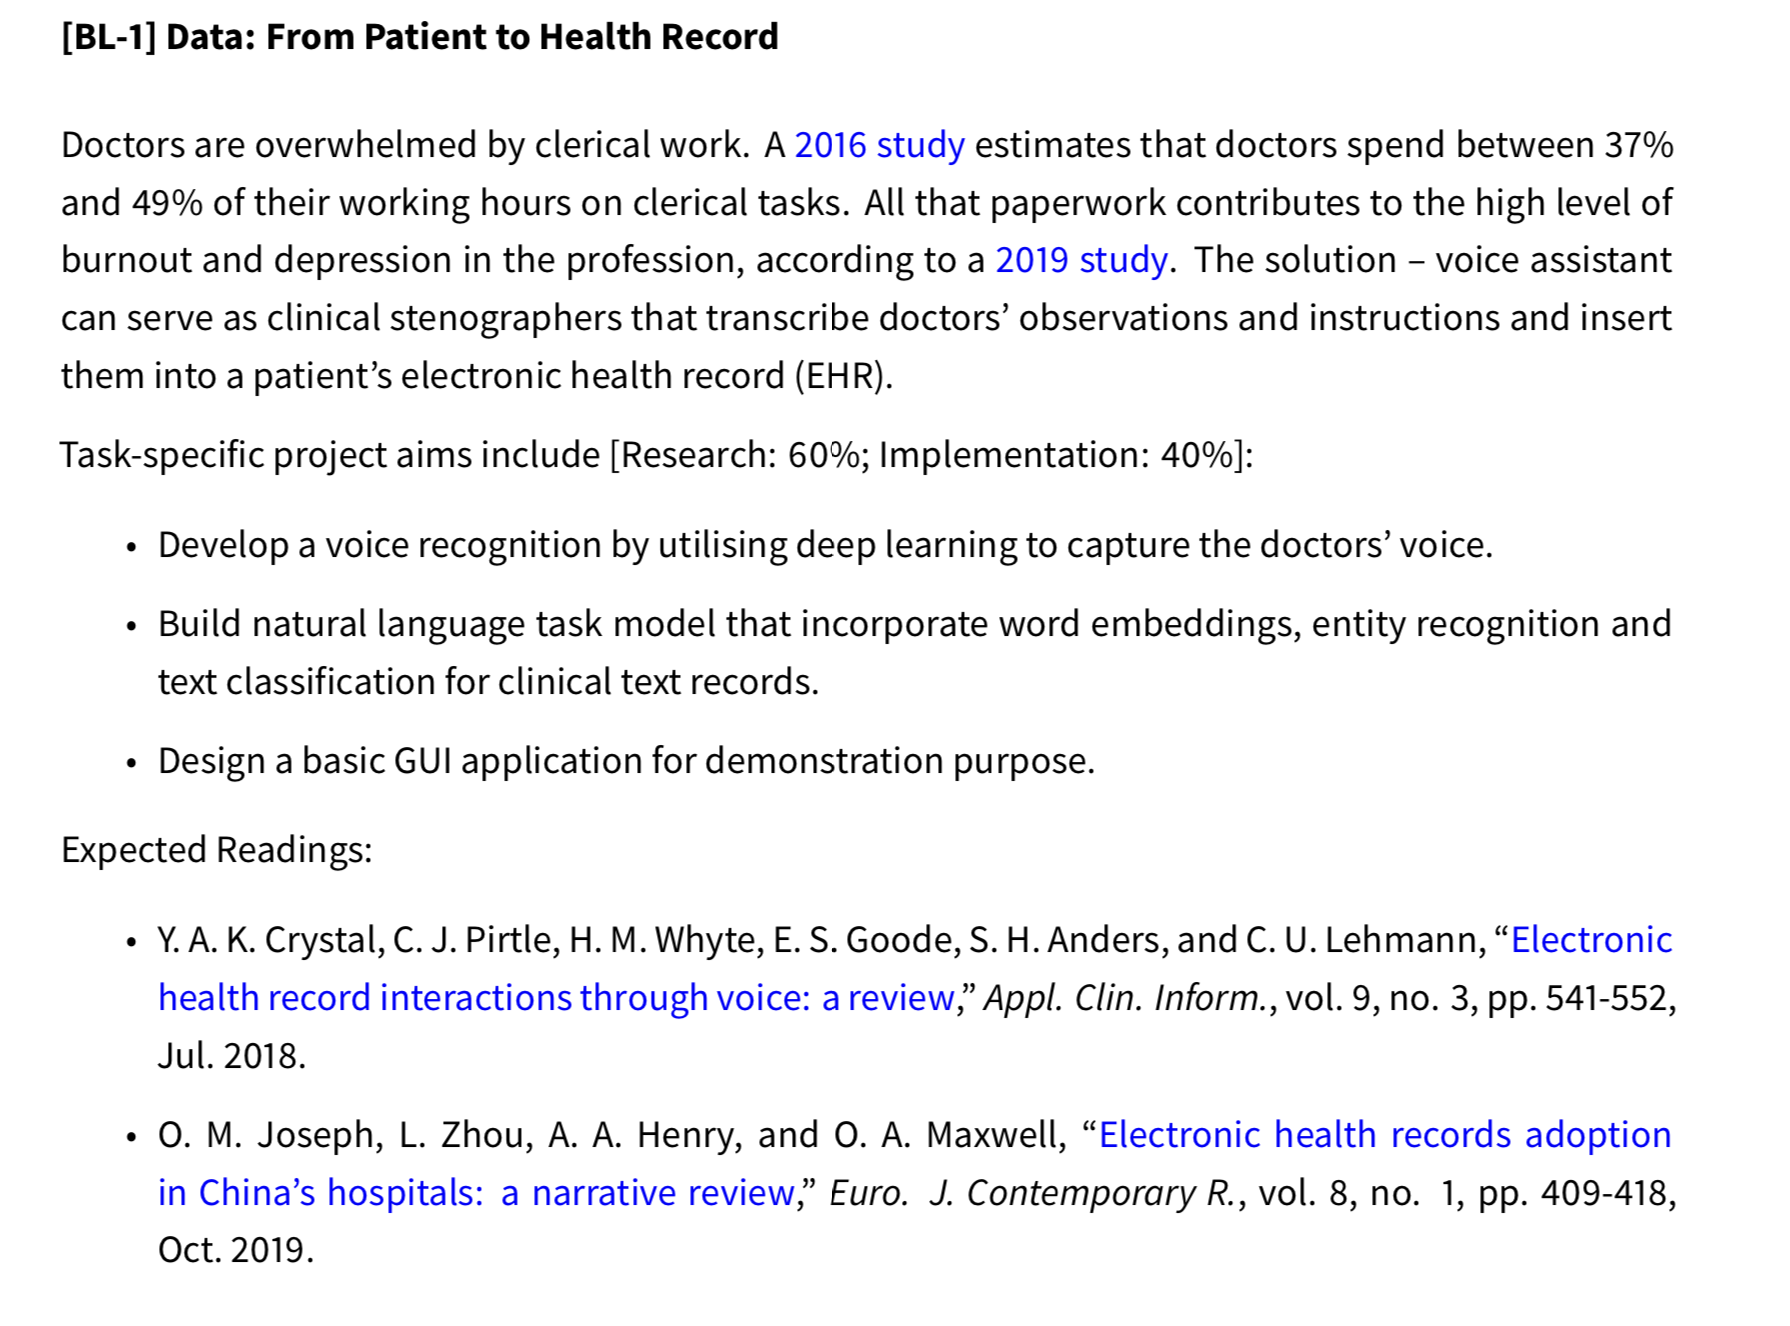 [BL-1] Data: From Patient to Health Record
Doctors are overwhelmed by clerical work. A 2016 study estimates that doctors spend between 37%
and 49% of their working hours on clerical tasks. All that paperwork contributes to the high level of
burnout and depression in the profession, according to a 2019 study. The solution – voice assistant
can serve as clinical stenographers that transcribe doctors’ observations and instructions and insert
them into a patient’s electronic health record (EHR).
Task-specific project aims include [Research: 60%; Implementation: 40%]:
• Develop a voice recognition by utilising deep learning to capture the doctors’ voice.
• Build natural language task model that incorporate word embeddings, entity recognition and
text classification for clinical text records.
• Design a basic GUI application for demonstration purpose.
Expected Readings:
• Y. A. K. Crystal, C. J. Pirtle, H. M. Whyte, E. S. Goode, S. H. Anders, and C. U. Lehmann, “Electronic
health record interactions through voice: a review,” Appl. Clin. Inform., vol. 9, no. 3, pp. 541-552,
Jul. 2018.
• O. M. Joseph, L. Zhou, A. A. Henry, and O. A. Maxwell, “Electronic health records adoption
in China’s hospitals: a narrative review,” Euro. J. Contemporary R., vol. 8, no. 1, pp. 409-418,
Oct. 2019.